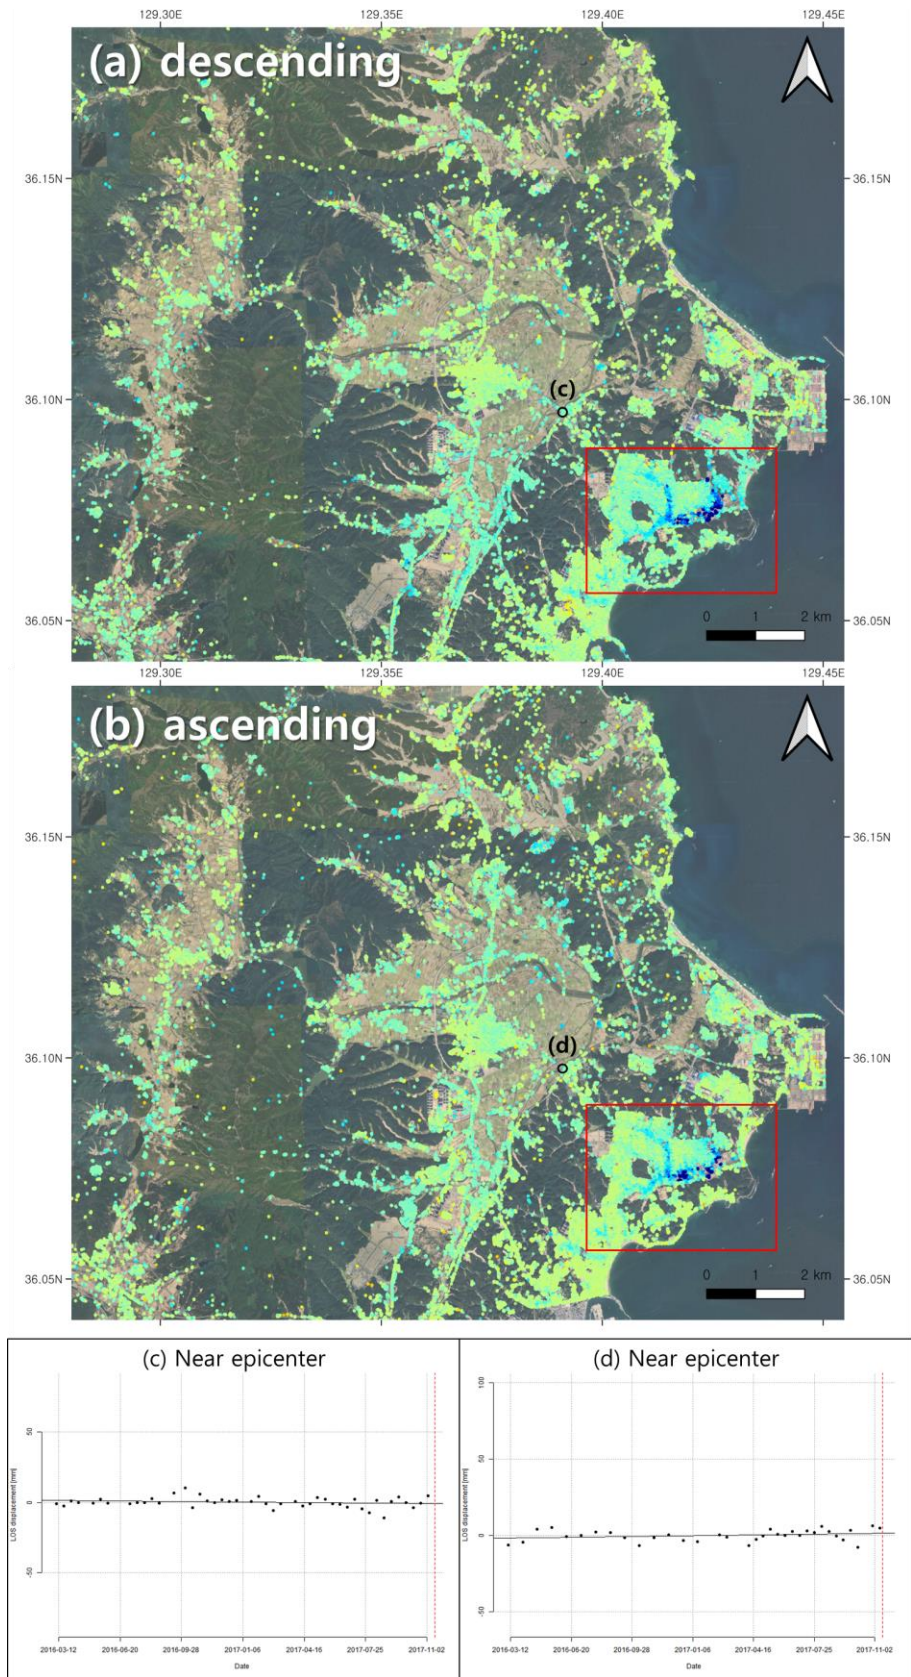 129.30E 129.35E 129.40E 129.45E
(a) descending
36.15N 36.15N
36.10N (c) 36.10N
36.05N 36.05N
0 1 2 km
129.30E 129.35E 129.40E 129.45E
(b) ascending
36.15N 36.15N
36.10N (d) 36.10N
36.05N 36.05N
0 1 2 km
(c) Near epicenter
50
0
-50
LOS displacement [mm]
2016-03-12 2016-06-20 2016-09-28 2017-01-06 2017-04-16 2017-07-25 2017-11-02
Date
(d) Near epicenter
100
50
0
-50
LOS displacement [mm]
2016-03-12 2016-06-20 2016-09-28 2017-01-06 2017-04-16 2017-07-25 2017-11-02
Date